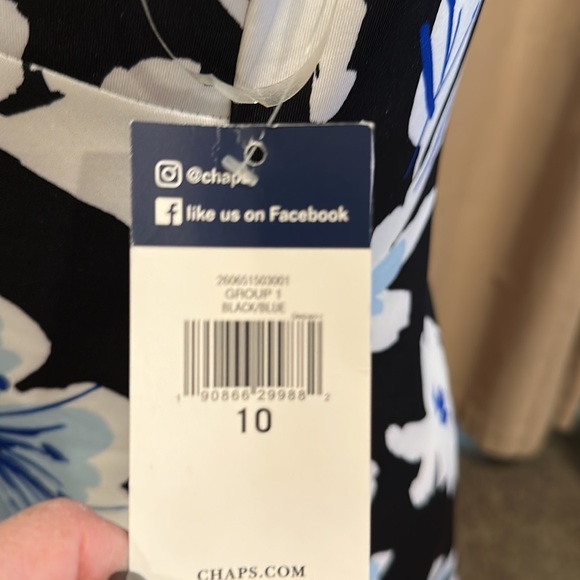 @chaps
like us on Facebook
260651503001
GROUP 1
BLACK/BLUE
1 90866 29988 2
10
CHAPS.COM